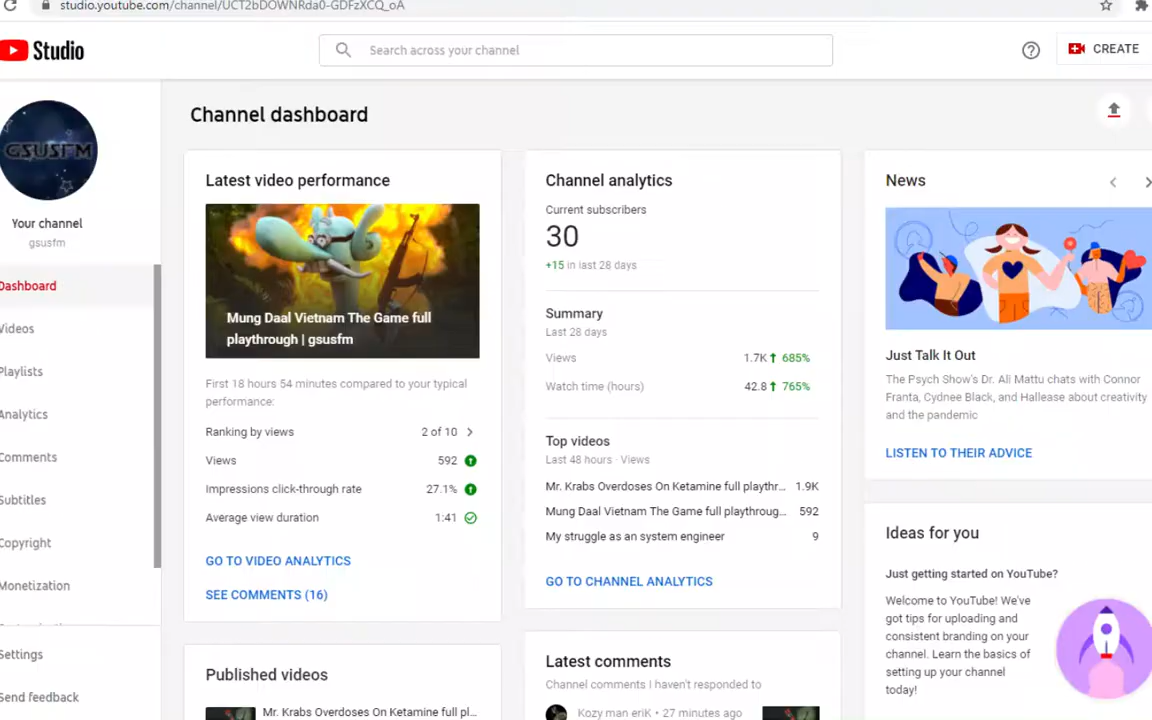 studio.youtube.com/channel/UCT2bDOWNRda0-GDFzXCQ_oA
Studio
Search across your channel
CREATE
GSUSFM
Your channel
gsusfm
Dashboard
Videos
Playlists
Analytics
Comments
Subtitles
Copyright
Monetization
Settings
Send feedback
Channel dashboard
Latest video performance
Mung Daal Vietnam The Game full
playthrough | gsusfm
First 18 hours 54 minutes compared to your typical
performance:
Ranking by views 2 of 10
Views 592
Impressions click-through rate 27.1%
Average view duration 1:41
GO TO VIDEO ANALYTICS
SEE COMMENTS (16)
Published videos
Mr. Krabs Overdoses On Ketamine full pl...
Channel analytics
Current subscribers
30
+15 in last 28 days
Summary
Last 28 days
Views 1.7K 685%
Watch time (hours) 42.8 765%
Top videos
Last 48 hours · Views
Mr. Krabs Overdoses On Ketamine full playthr... 1.9K
Mung Daal Vietnam The Game full playthroug... 592
My struggle as an system engineer 9
GO TO CHANNEL ANALYTICS
Latest comments
Channel comments I haven't responded to
Kozy man eriK • 27 minutes ago
News
Just Talk It Out
The Psych Show's Dr. Ali Mattu chats with Connor
Franta, Cydnee Black, and Hallease about creativity
and the pandemic
LISTEN TO THEIR ADVICE
Ideas for you
Just getting started on YouTube?
Welcome to YouTube! We've
got tips for uploading and
consistent branding on your
channel. Learn the basics of
setting up your channel
today!